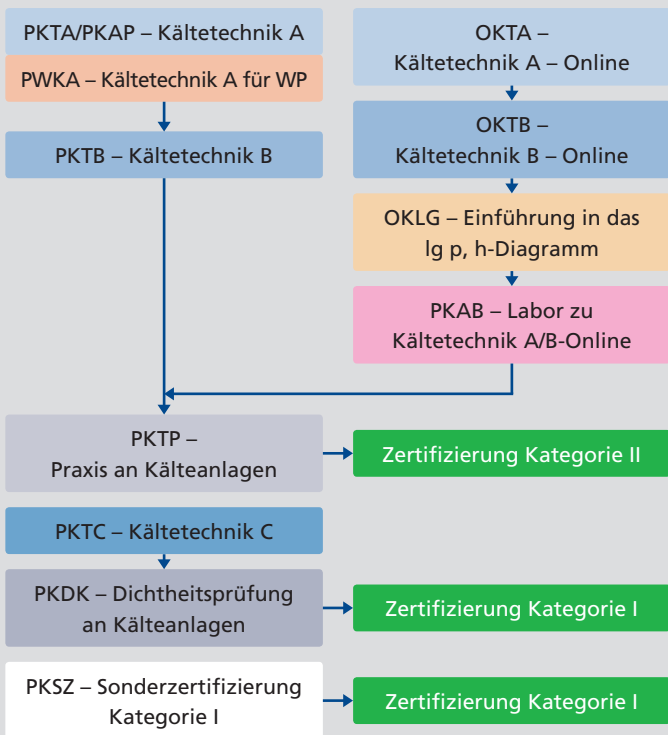 PKTA/PKAP – Kältetechnik A
PWKA – Kältetechnik A für WP
PKTB – Kältetechnik B
OKTA –
Kältetechnik A – Online
OKTB –
Kältetechnik B – Online
OKLG – Einführung in das
lg p, h-Diagramm
PKAB – Labor zu
Kältetechnik A/B-Online
PKTP –
Praxis an Kälteanlagen
Zertifizierung Kategorie II
PKTC – Kältetechnik C
PKDK – Dichtheitsprüfung
an Kälteanlagen
Zertifizierung Kategorie I
PKSZ – Sonderzertifizierung
Kategorie I
Zertifizierung Kategorie I